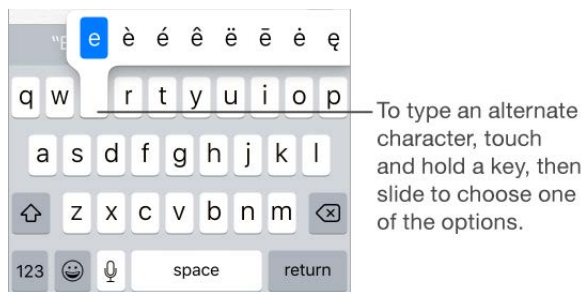 "E
e è é ê ë ē ė ę
q w r t y u i o p
a s d f g h j k l
z x c v b n m
123 space return
To type an alternate
character, touch
and hold a key, then
slide to choose one
of the options.